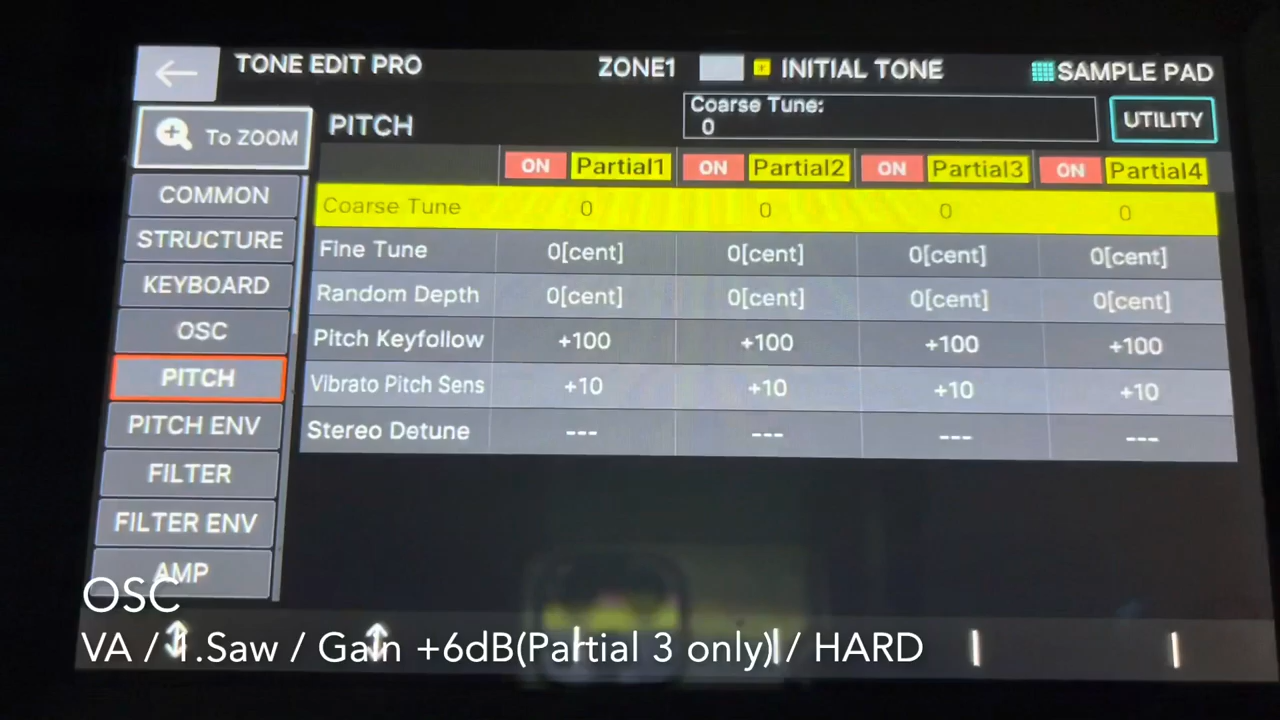 TONE EDIT PRO ZONE1 INITIAL TONE SAMPLE PAD
To ZOOM PITCH Coarse Tune: UTILITY
0
ON Partial1 ON Partial2 ON Partial3 ON Partial4
COMMON
Coarse Tune 0 0 0 0
STRUCTURE
Fine Tune 0[cent] 0[cent] 0[cent] 0[cent]
KEYBOARD
Random Depth 0[cent] 0[cent] 0[cent] 0[cent]
OSC
Pitch Keyfollow +100 +100 +100 +100
PITCH
Vibrato Pitch Sens +10 +10 +10 +10
PITCH ENV
Stereo Detune --- --- --- ---
FILTER
FILTER ENV
AMP
OSC
VA / 1.Saw / Gain +6dB(Partial 3 only) / HARD